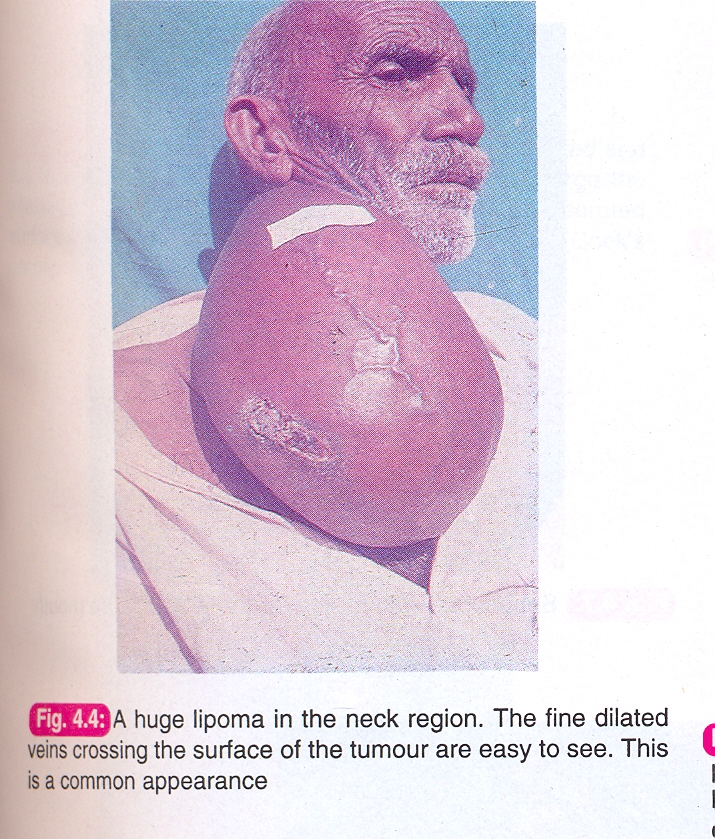 Fig. 4.4: A huge lipoma in the neck region. The fine dilated
veins crossing the surface of the tumour are easy to see. This
is a common appearance